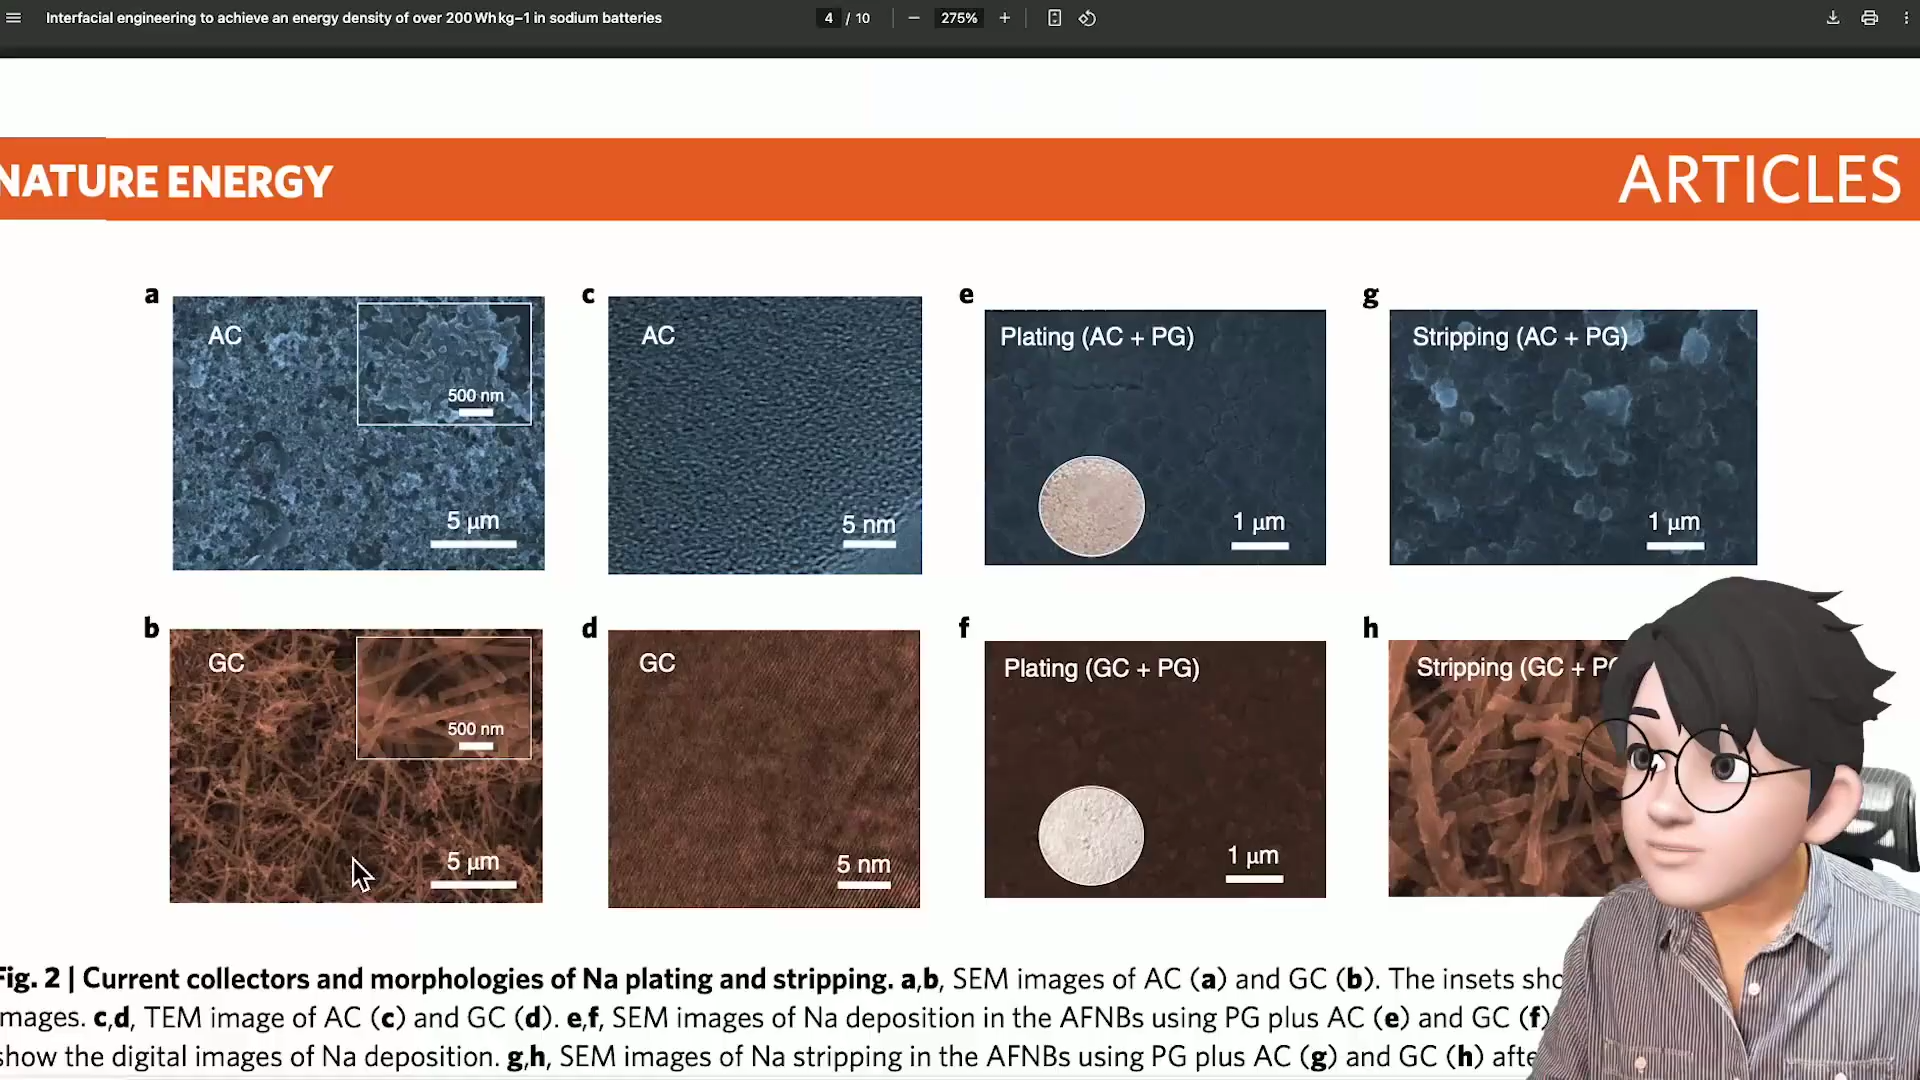 Interfacial engineering to achieve an energy density of over 200 Wh kg−1 in sodium batteries
4 / 10
275%
NATURE ENERGY
ARTICLES
a
AC
500 nm
5 μm
c
AC
5 nm
e
Plating (AC + PG)
1 μm
g
Stripping (AC + PG)
1 μm
b
GC
500 nm
5 μm
d
GC
5 nm
f
Plating (GC + PG)
1 μm
h
Stripping (GC +
Fig. 2 | Current collectors and morphologies of Na plating and stripping. a,b, SEM images of AC (a) and GC (b). The insets
images. c,d, TEM image of AC (c) and GC (d). e,f, SEM images of Na deposition in the AFNBs using PG plus AC (e) and GC (f)
show the digital images of Na deposition. g,h, SEM images of Na stripping in the AFNBs using PG plus AC (g) and GC (h)